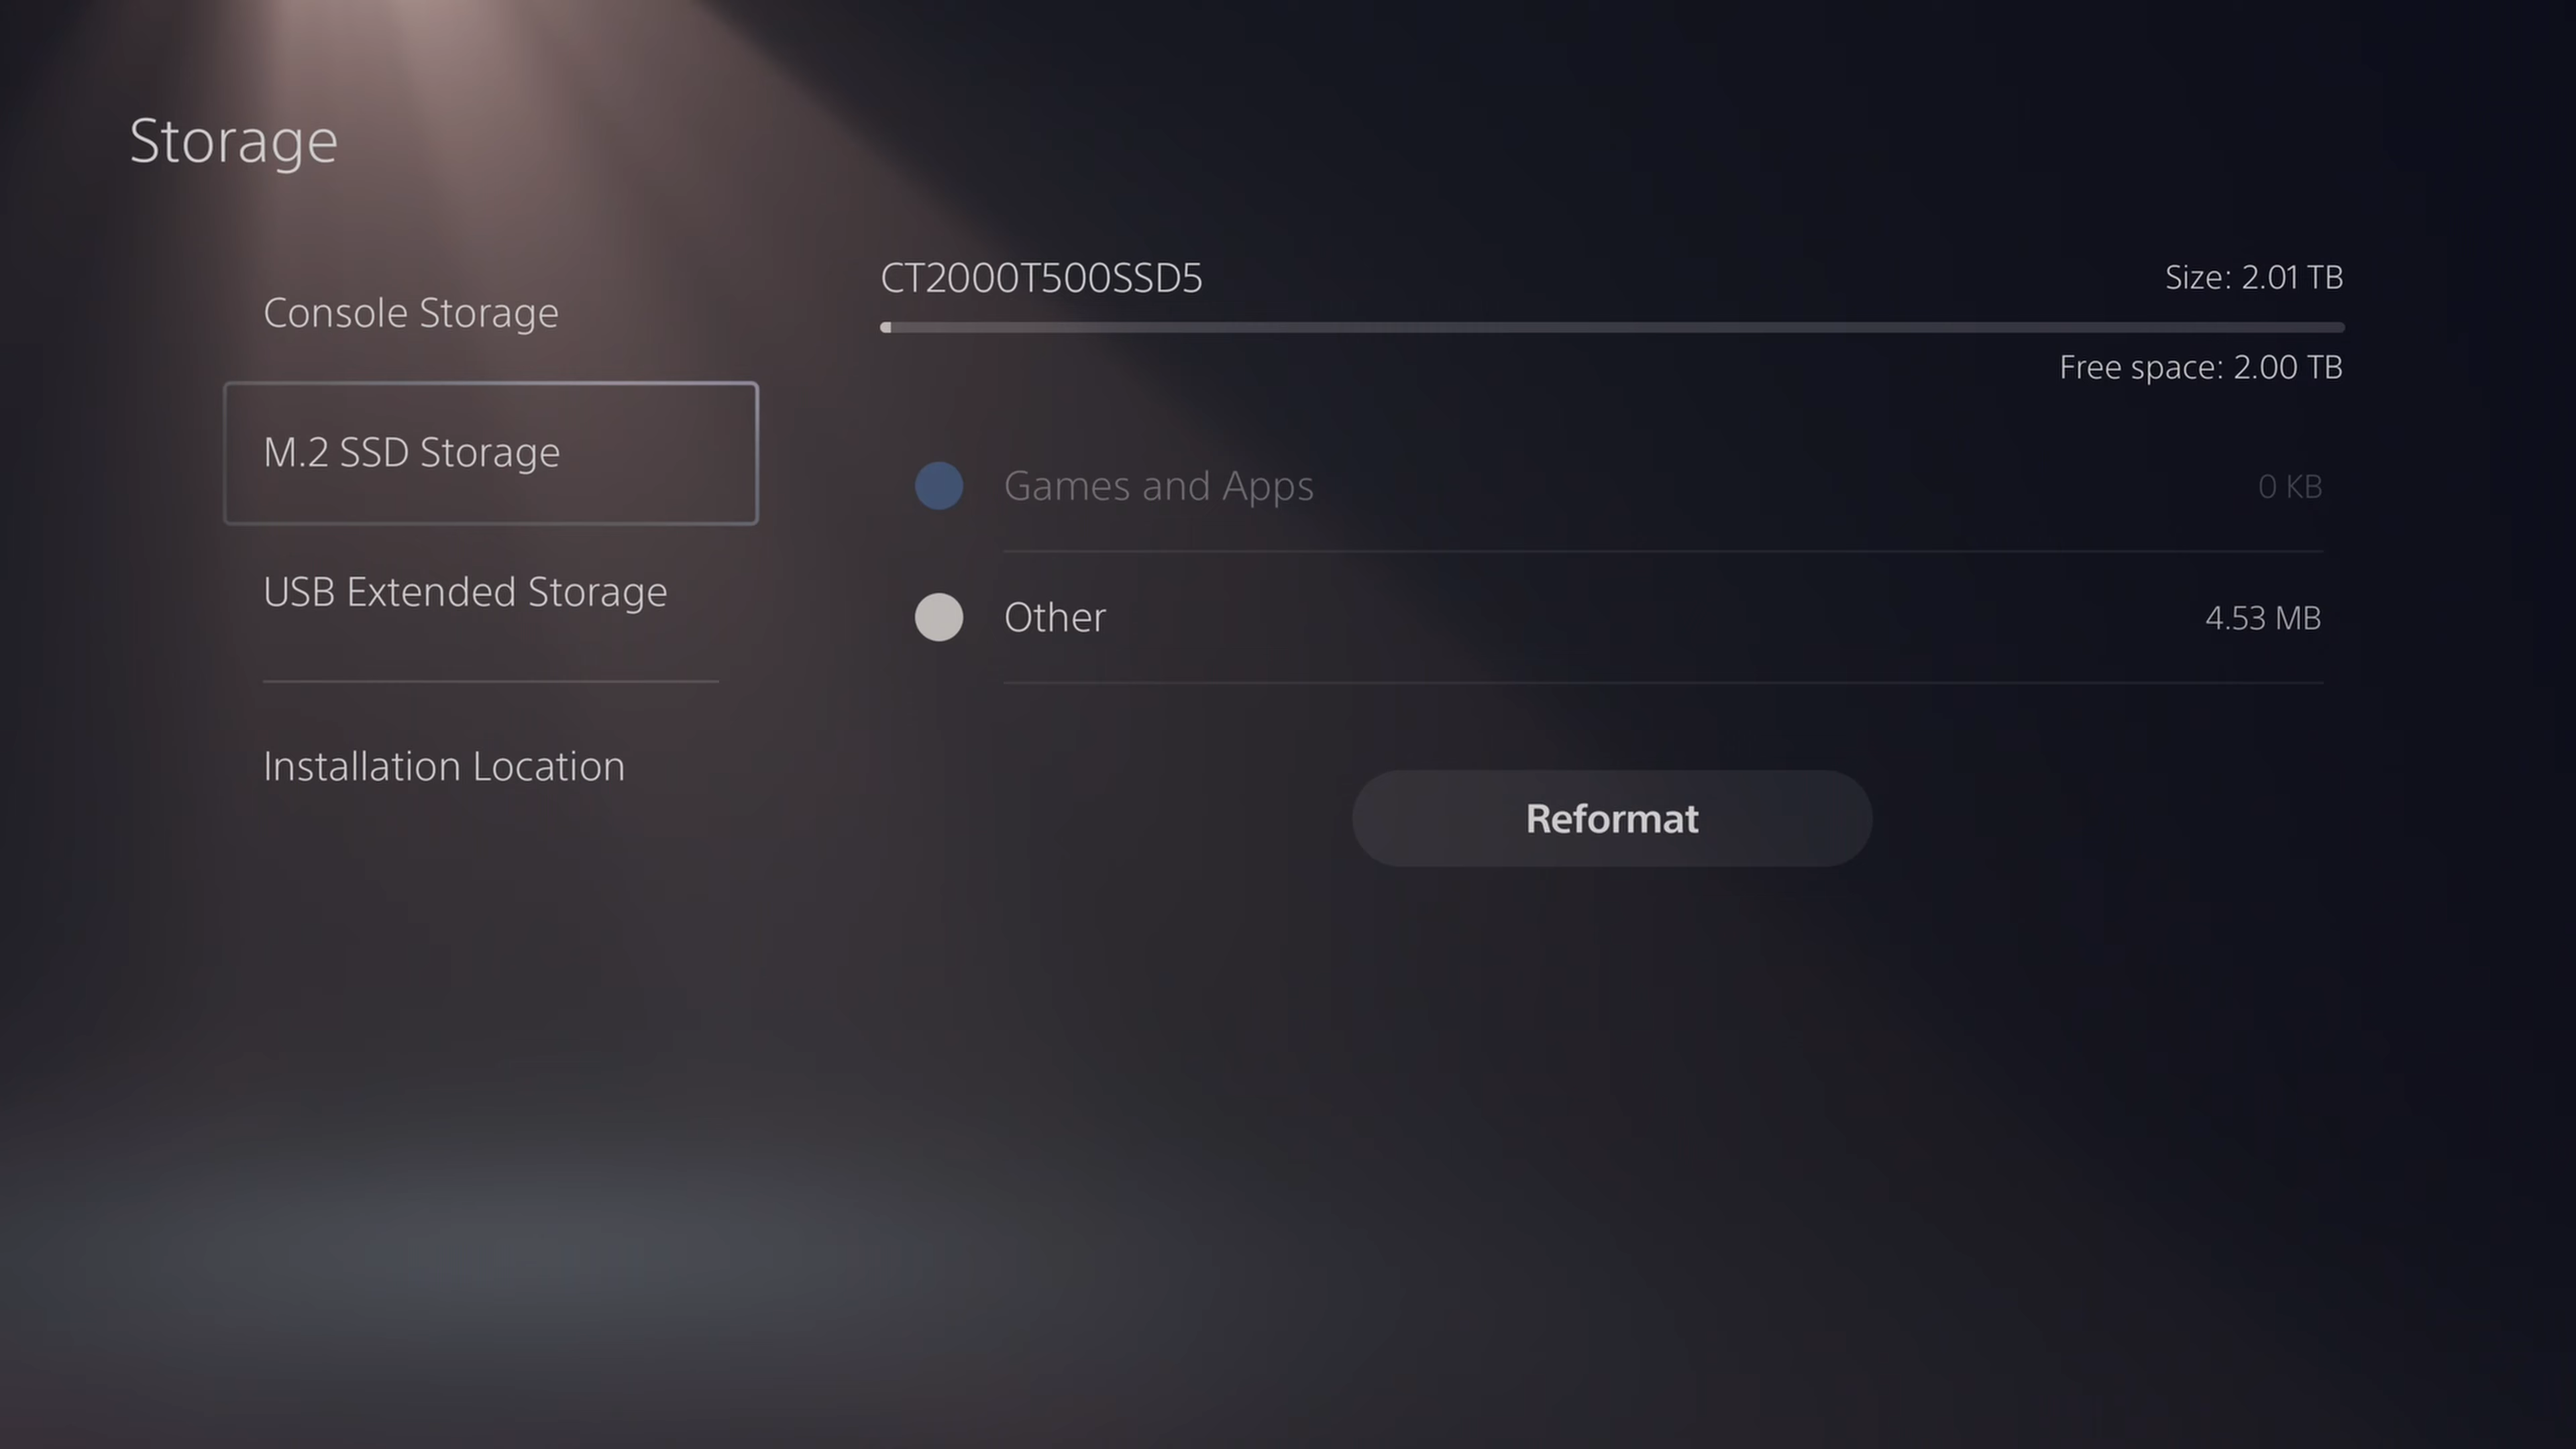 Storage
Console Storage
M.2 SSD Storage
USB Extended Storage
Installation Location
CT2000T500SSD5
Size: 2.01 TB
Free space: 2.00 TB
Games and Apps
0 KB
Other
4.53 MB
Reformat